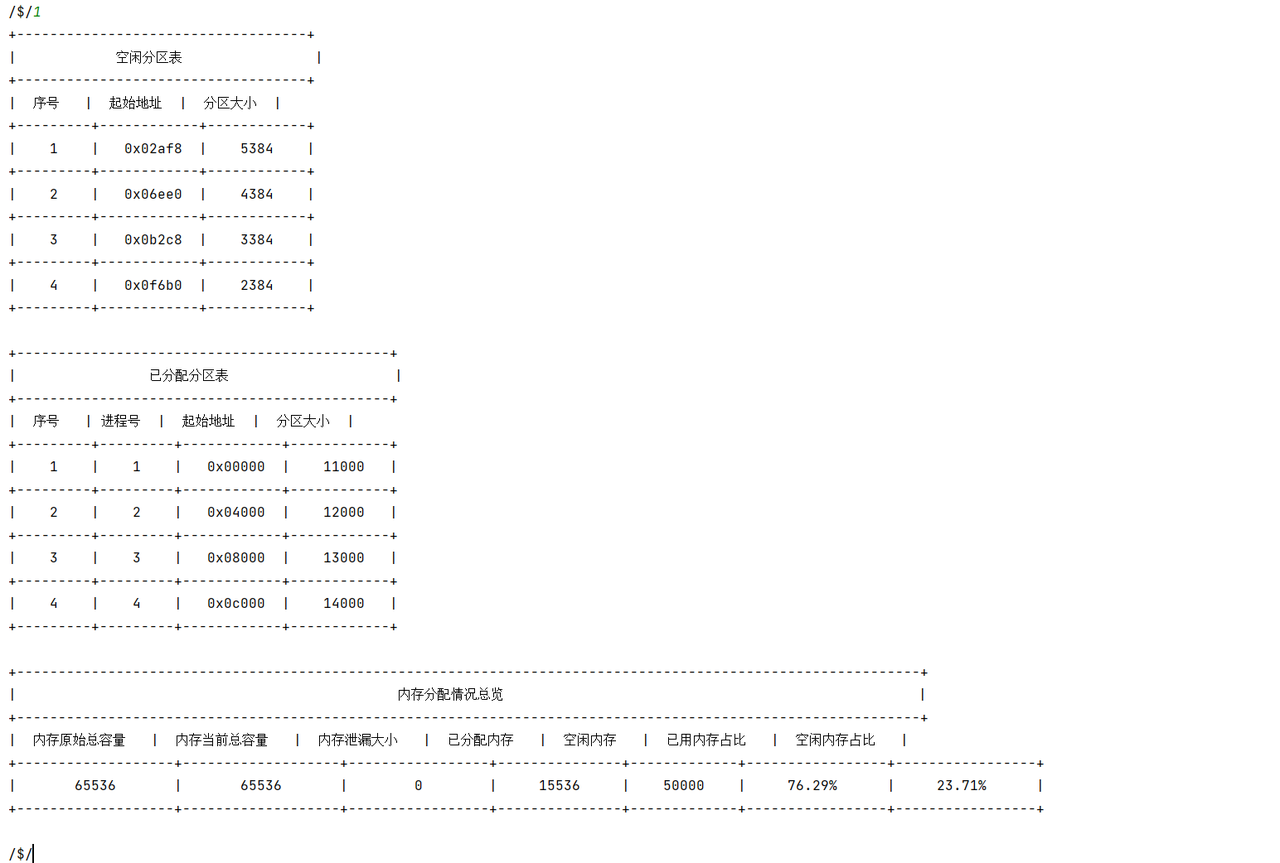 /$/1
+-----------------------------------+
| 空闲分区表 |
+-----------------------------------+
| 序号 | 起始地址 | 分区大小 |
+---------+------------+------------+
| 1 | 0x02af8 | 5384 |
+---------+------------+------------+
| 2 | 0x06ee0 | 4384 |
+---------+------------+------------+
| 3 | 0x0b2c8 | 3384 |
+---------+------------+------------+
| 4 | 0x0f6b0 | 2384 |
+---------+------------+------------+
+---------------------------------------------+
| 已分配分区表 |
+---------------------------------------------+
| 序号 | 进程号 | 起始地址 | 分区大小 |
+---------+---------+------------+------------+
| 1 | 1 | 0x00000 | 11000 |
+---------+---------+------------+------------+
| 2 | 2 | 0x04000 | 12000 |
+---------+---------+------------+------------+
| 3 | 3 | 0x08000 | 13000 |
+---------+---------+------------+------------+
| 4 | 4 | 0x0c000 | 14000 |
+---------+---------+------------+------------+
+-------------------------------------------------------------------------------------------------------------+
| 内存分配情况总览 |
+-------------------------------------------------------------------------------------------------------------+
| 内存原始总容量 | 内存当前总容量 | 内存泄漏大小 | 已分配内存 | 空闲内存 | 已用内存占比 | 空闲内存占比 |
+-------------------+-------------------+-----------------+---------------+-------------+-----------------+-----------------+
| 65536 | 65536 | 0 | 15536 | 50000 | 76.29% | 23.71% |
+-------------------+-------------------+-----------------+---------------+-------------+-----------------+-----------------+
/$/